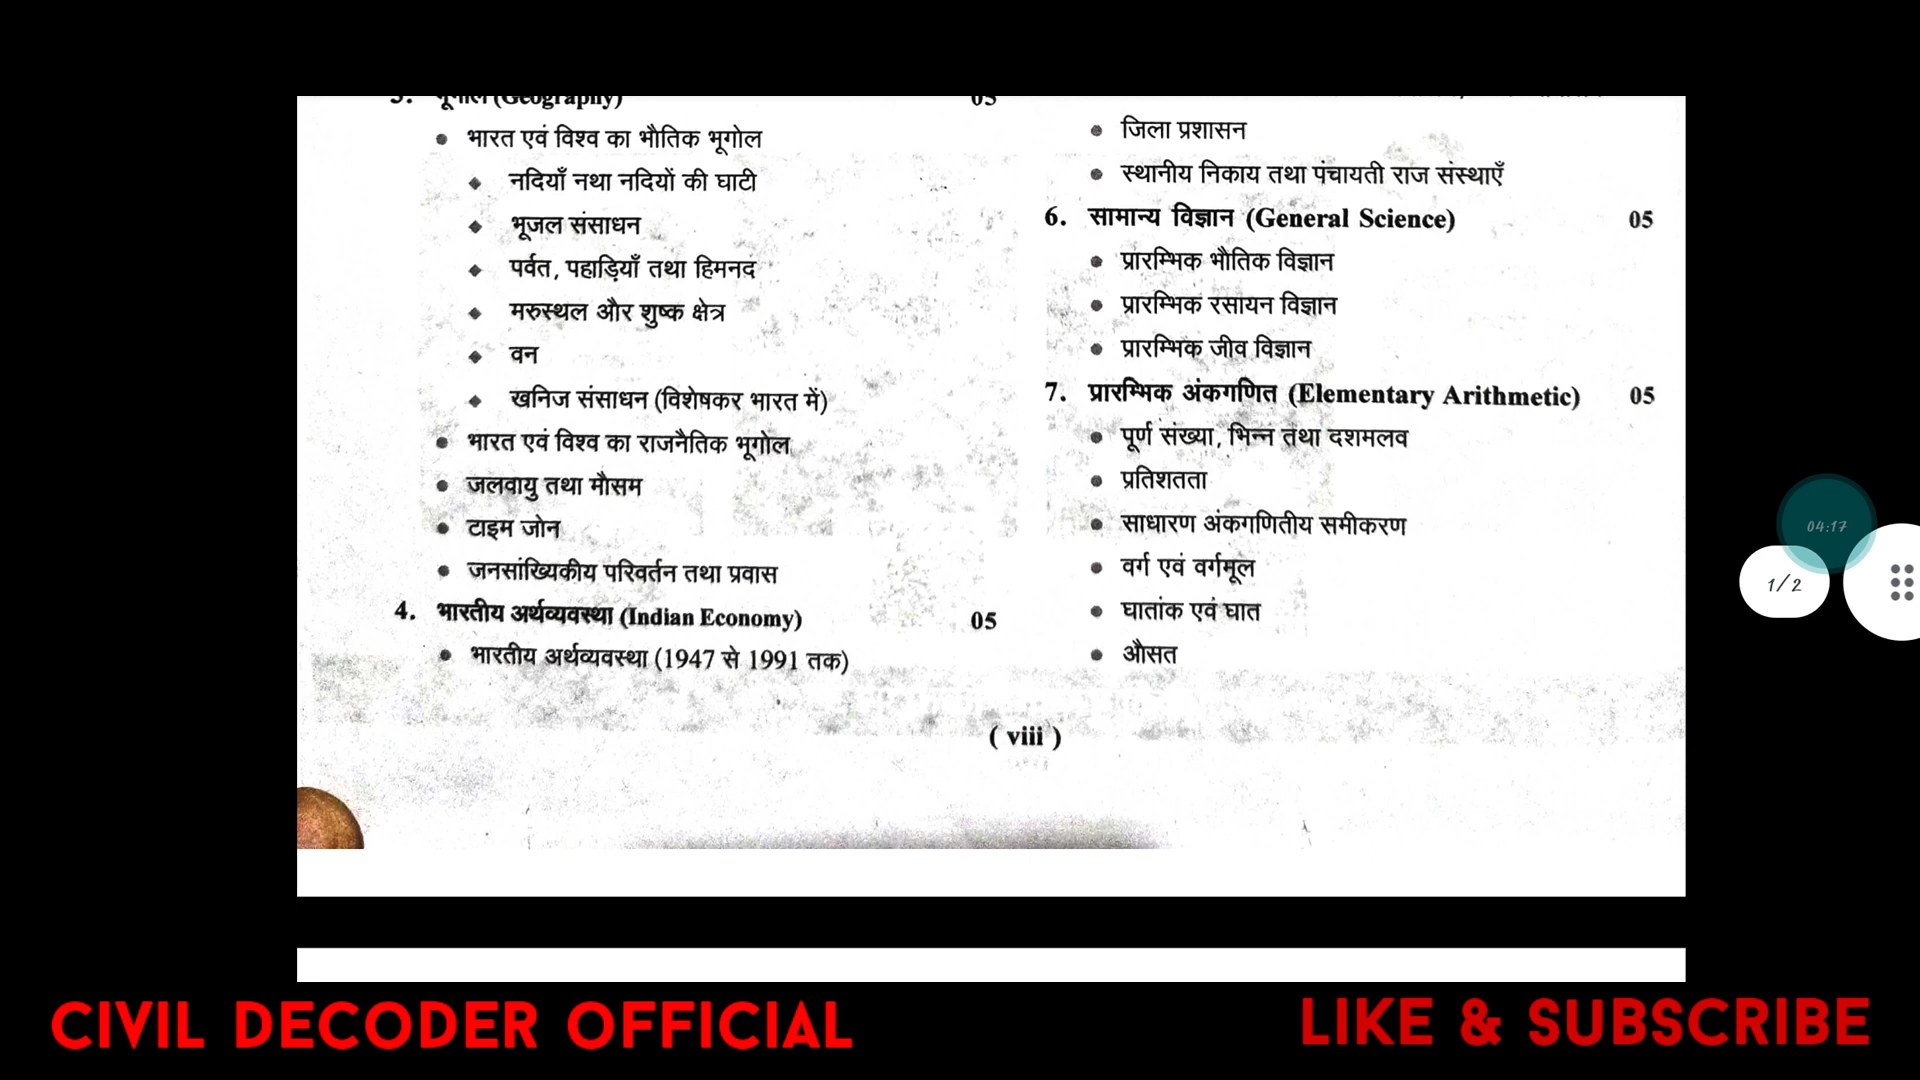 (Geography) 05
• भारत एवं विश्व का भौतिक भूगोल
◆ नदियाँ नथा नदियों की घाटी
◆ भूजल संसाधन
◆ पर्वत, पहाड़ियाँ तथा हिमनद
◆ मरुस्थल और शुष्क क्षेत्र
◆ वन
◆ खनिज संसाधन (विशेषकर भारत में)
• भारत एवं विश्व का राजनैतिक भूगोल
• जलवायु तथा मौसम
• टाइम जोन
• जनसांख्यिकीय परिवर्तन तथा प्रवास
4. भारतीय अर्थव्यवस्था (Indian Economy) 05
• भारतीय अर्थव्यवस्था (1947 से 1991 तक)
• जिला प्रशासन
• स्थानीय निकाय तथा पंचायती राज संस्थाएँ
6. सामान्य विज्ञान (General Science) 05
• प्रारम्भिक भौतिक विज्ञान
• प्रारम्भिक रसायन विज्ञान
• प्रारम्भिक जीव विज्ञान
7. प्रारम्भिक अंकगणित (Elementary Arithmetic) 05
• पूर्ण संख्या, भिन्न तथा दशमलव
• प्रतिशतता
• साधारण अंकगणितीय समीकरण
• वर्ग एवं वर्गमूल
• घातांक एवं घात
• औसत
( viii )
04:17
1/2
CIVIL DECODER OFFICIAL
LIKE & SUBSCRIBE